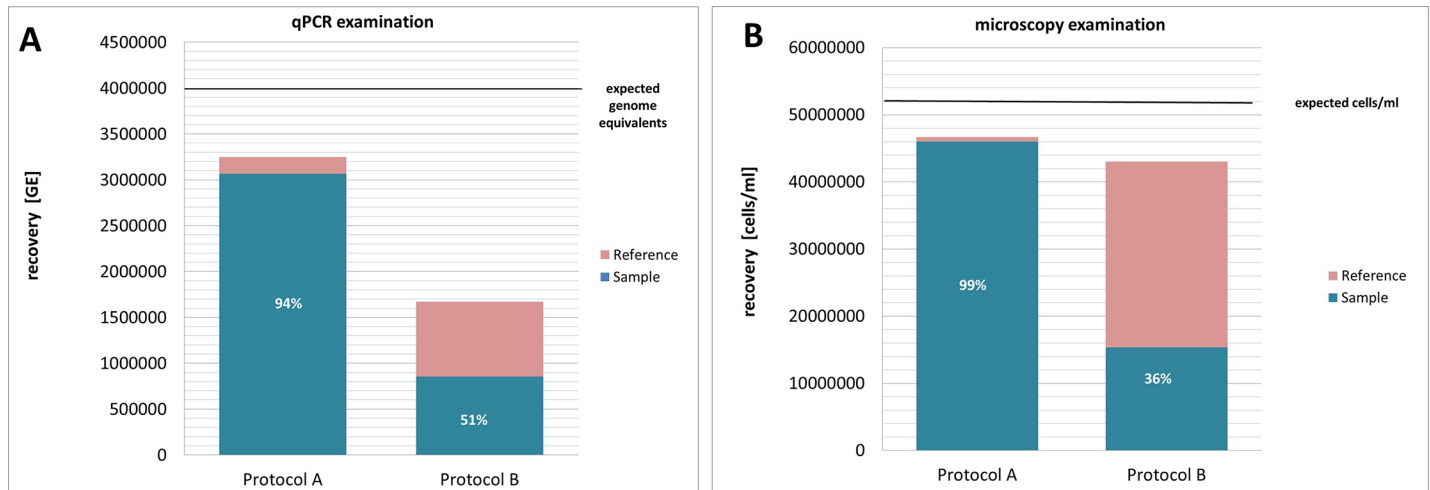 A
qPCR examination
4500000
4000000
3500000
3000000
2500000
2000000
1500000
1000000
500000
0
recovery [GE]
expected
genome
equivalents
Reference
Sample
94%
51%
Protocol A
Protocol B
B
microscopy examination
60000000
50000000
40000000
30000000
20000000
10000000
0
recovery [cells/ml]
expected cells/ml
Reference
Sample
99%
36%
Protocol A
Protocol B